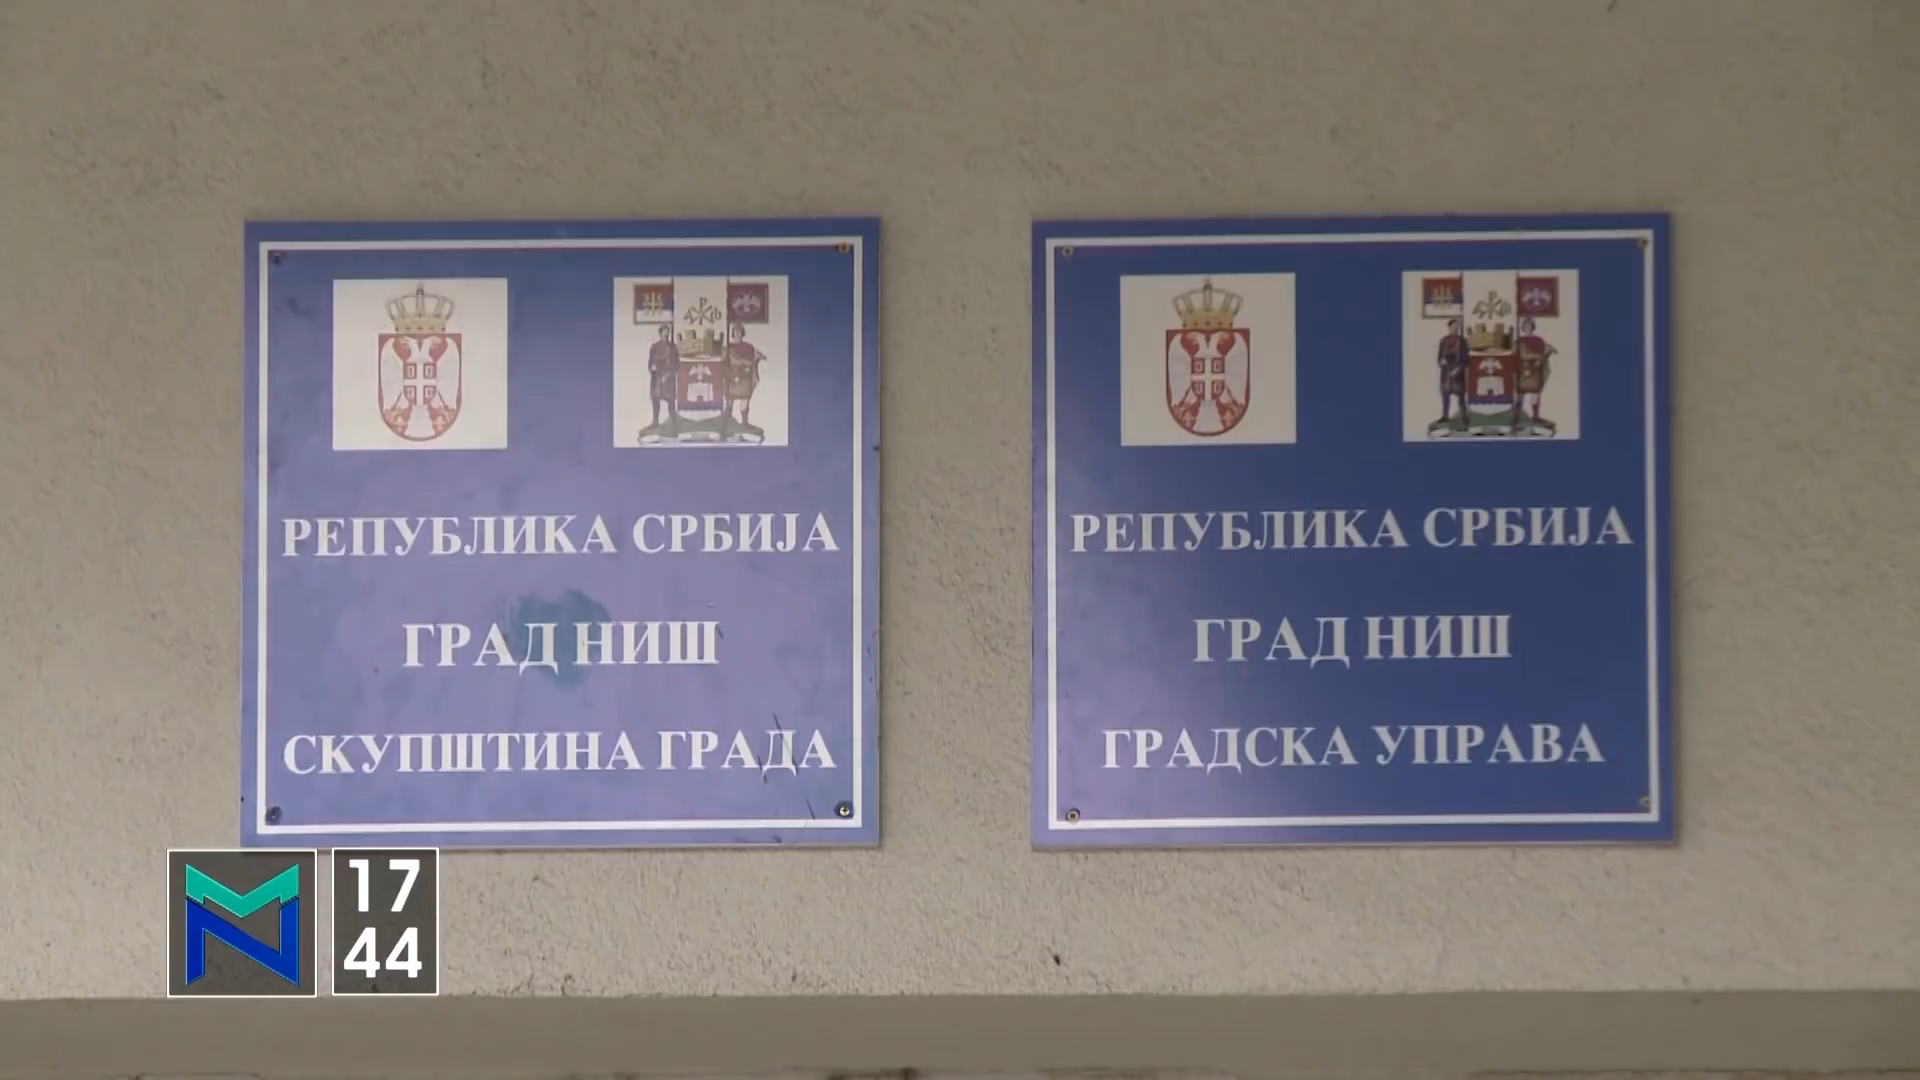 РЕПУБЛИКА СРБИЈА
ГРАД НИШ
СКУПШТИНА ГРАДА
РЕПУБЛИКА СРБИЈА
ГРАД НИШ
ГРАДСКА УПРАВА
17
44